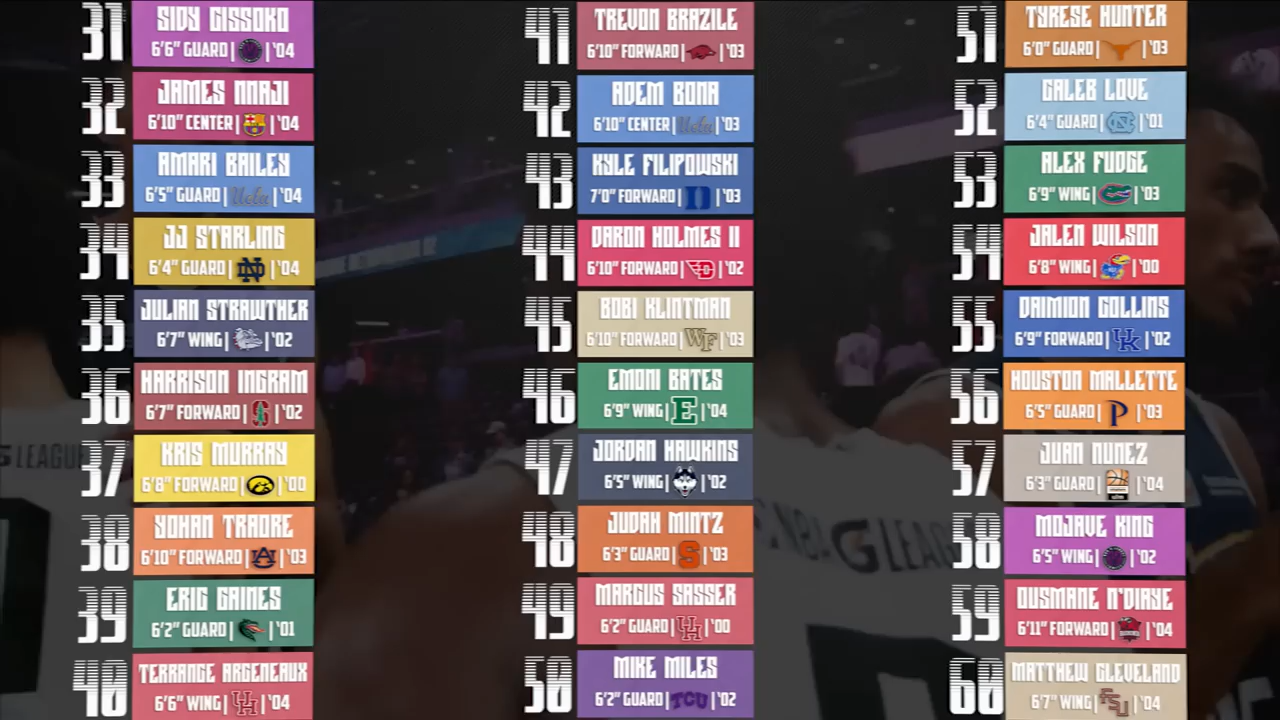 31
SIDY CISSOKO
6'6" GUARD | '04
32
JAMES NNAJI
6'10" CENTER | '04
33
AMARI BAILEY
6'5" GUARD | Ucla | '04
34
JJ STARLING
6'4" GUARD | ND | '04
35
JULIAN STRAWTHER
6'7" WING | '02
36
HARRISON INGRAM
6'7" FORWARD | S | '02
37
KRIS MURRAY
6'8" FORWARD | '00
38
YOHAN TRAORE
6'10" FORWARD | AU | '03
39
ERIC GAINES
6'2" GUARD | '01
40
TERRANCE ARCENEAUX
6'6" WING | UH | '04
41
TREVON BRAZILE
6'10" FORWARD | '03
42
ADEM BONA
6'10" CENTER | Ucla | '03
43
KYLE FILIPOWSKI
7'0" FORWARD | D | '03
44
DARON HOLMES II
6'10" FORWARD | D | '02
45
BOBI KLINTMAN
6'10" FORWARD | WF | '03
46
EMONI BATES
6'9" WING | E | '04
47
JORDAN HAWKINS
6'5" WING | '02
48
JUDAH MINTZ
6'3" GUARD | S | '03
49
MARCUS SASSER
6'2" GUARD | UH | '00
50
MIKE MILES
6'2" GUARD | TCU | '02
51
TYRESE HUNTER
6'0" GUARD | '03
52
CALEB LOVE
6'4" GUARD | NC | '01
53
ALEX FUDGE
6'9" WING | '03
54
JALEN WILSON
6'8" WING | '00
55
DAIMION COLLINS
6'9" FORWARD | UK | '02
56
HOUSTON MALLETTE
6'5" GUARD | P | '03
57
JUAN NUNEZ
6'3" GUARD | '04
58
MOJAVE KING
6'5" WING | '02
59
OUSMANE N'DIAYE
6'11" FORWARD | '04
60
MATTHEW CLEVELAND
6'7" WING | FSU | '04
G LEAGUE
NBA G LEAG